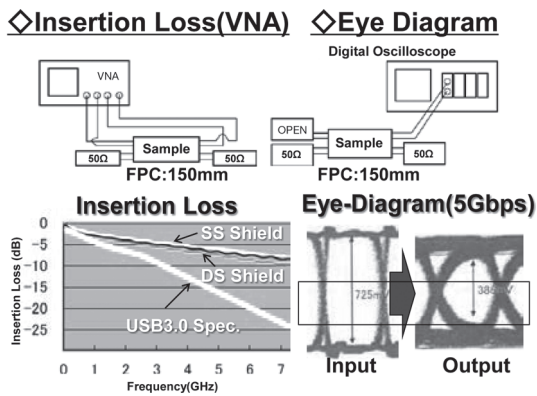 ◇Insertion Loss(VNA)
◇Eye Diagram
Digital Oscilloscope
VNA
Sample
50Ω
50Ω
FPC:150mm
OPEN
Sample
50Ω
50Ω
FPC:150mm
Insertion Loss
Insertion Loss (dB)
0
−5
−10
−15
−20
−25
SS Shield
DS Shield
USB3.0 Spec.
0 1 2 3 4 5 6 7
Frequency(GHz)
Eye-Diagram(5Gbps)
725mV
386mV
Input
Output